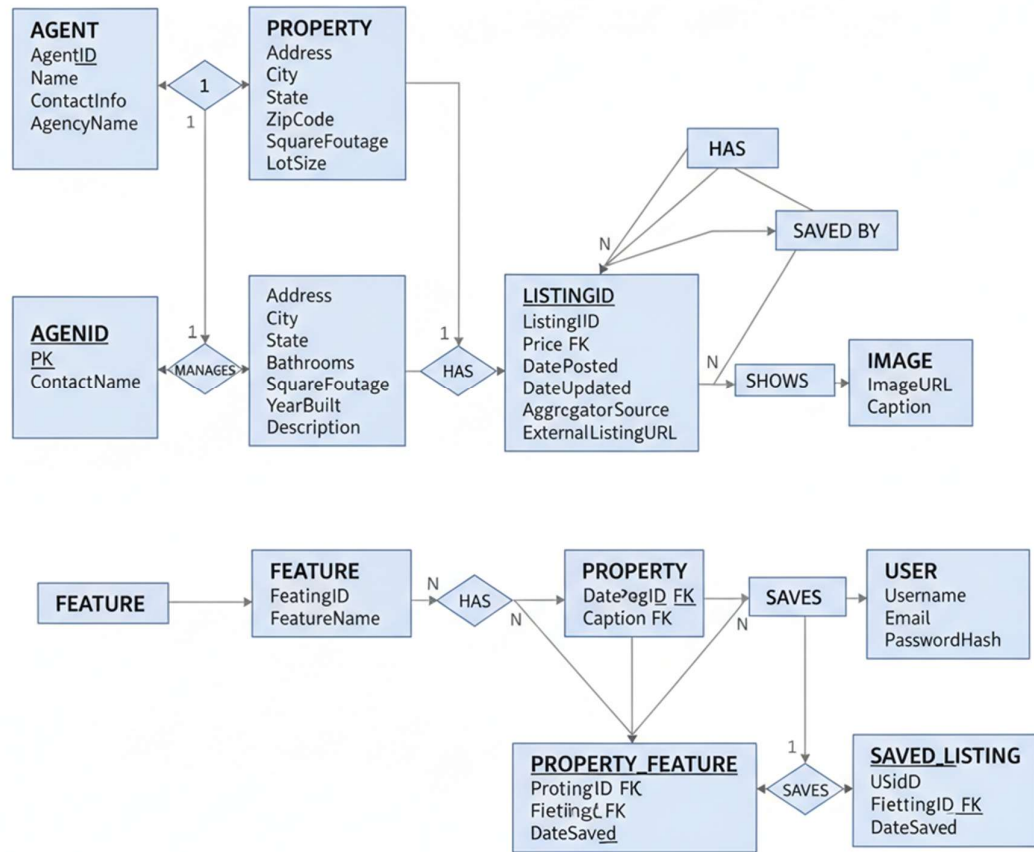 AGENT
AgentID
Name
ContactInfo
AgencyName
1
PROPERTY
Address
City
State
ZipCode
SquareFoutage
LotSize
1
HAS
SAVED BY
N
AGENID
PK
ContactName
1
MANAGES
Address
City
State
Bathrooms
SquareFoutage
YearBuilt
Description
1
HAS
LISTINGID
ListingIID
Price FK
DatePosted
DateUpdated
AggrcgatorSource
ExternalListingURL
N
SHOWS
IMAGE
ImageURL
Caption
FEATURE
FEATURE
FeatingID
FeatureName
N
HAS
N
PROPERTY
Caption FK
N
SAVES
USER
Username
Email
PasswordHash
PROPERTY_FEATURE
ProtingID FK
FK
DateSaved
1
SAVES
SAVED_LISTING
USidD
FiettingID FK
DateSaved